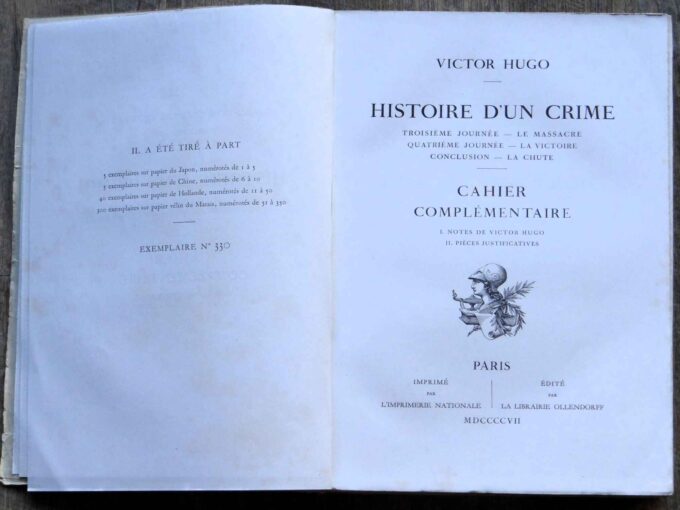 IL A ÉTÉ TIRÉ À PART
5 exemplaires sur papier du Japon, numérotés de 1 à 5
5 exemplaires sur papier de Chine, numérotés de 6 à 10
40 exemplaires sur papier de Hollande, numérotés de 11 à 50
300 exemplaires sur papier vélin du Marais, numérotés de 51 à 350
EXEMPLAIRE N° 330
VICTOR HUGO
HISTOIRE D'UN CRIME
TROISIÈME JOURNÉE — LE MASSACRE
QUATRIÈME JOURNÉE — LA VICTOIRE
CONCLUSION — LA CHUTE
CAHIER
COMPLÉMENTAIRE
I. NOTES DE VICTOR HUGO
II. PIÈCES JUSTIFICATIVES
PARIS
IMPRIMÉ
PAR
L'IMPRIMERIE NATIONALE
ÉDITÉ
PAR
LA LIBRAIRIE OLLENDORFF
MDCCCCVII